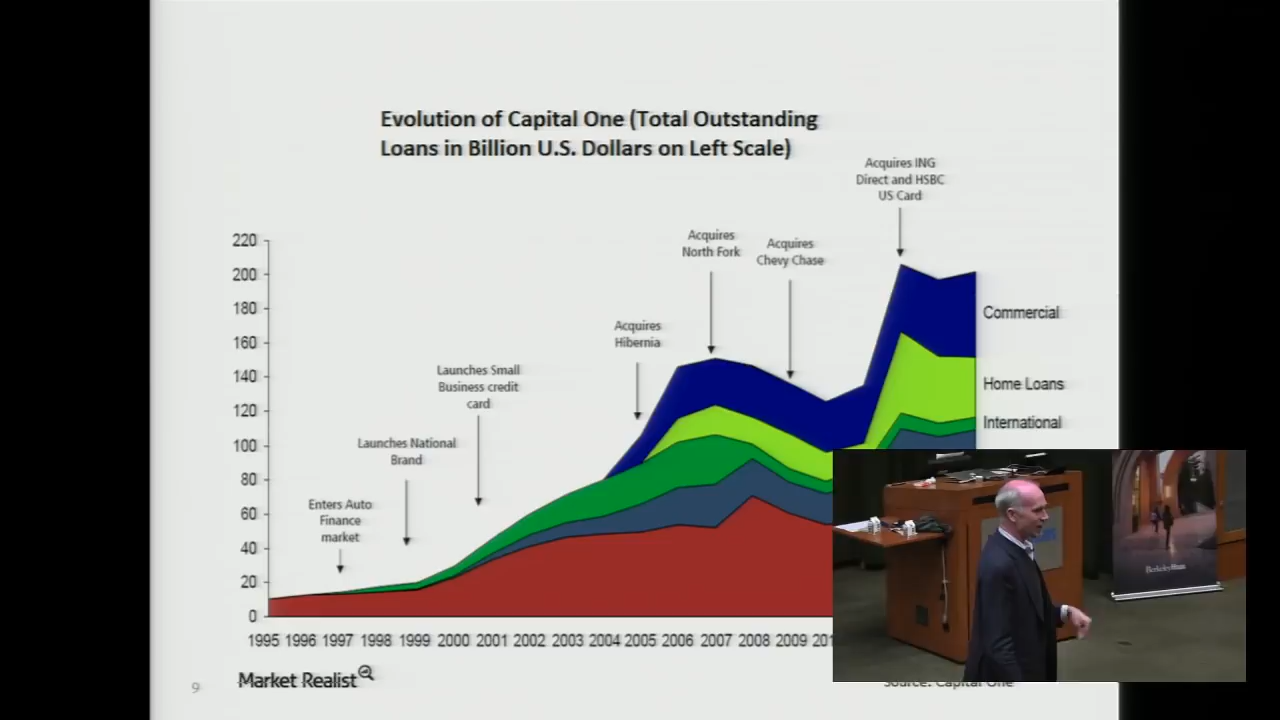 Evolution of Capital One (Total Outstanding
Loans in Billion U.S. Dollars on Left Scale)
Acquires ING
Direct and HSBC
US Card
Acquires
North Fork
Acquires
Chevy Chase
Acquires
Hibernia
Launches Small
Business credit
card
Launches National
Brand
Enters Auto
Finance
market
220
200
180
160
140
120
100
80
60
40
20
0
Commercial
Home Loans
International
1995 1996 1997 1998 1999 2000 2001 2002 2003 2004 2005 2006 2007 2008 2009
Market Realist
9
Source: Capital One
BerkeleyHaas